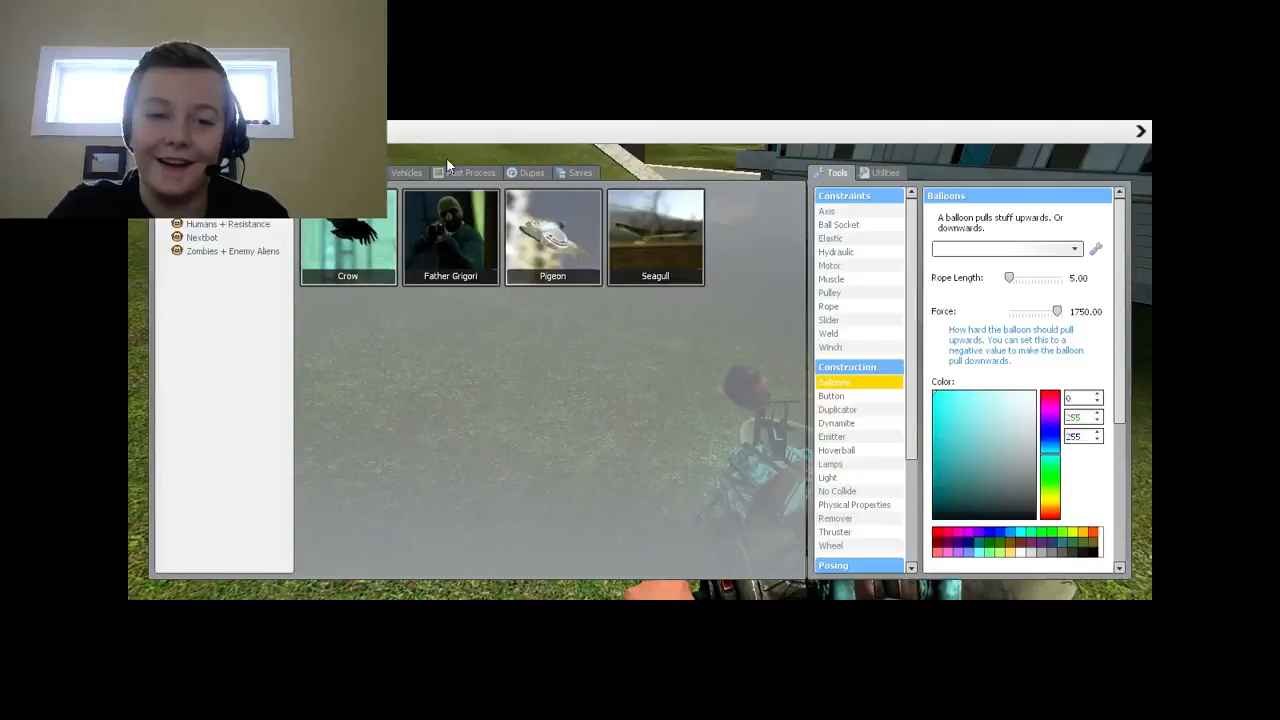 Vehicles
Post Process
Dupes
Saves
Tools
Utilities
Humans + Resistance
Nextbot
Zombies + Enemy Aliens
Crow
Father Grigori
Pigeon
Seagull
Constraints
Axis
Ball Socket
Elastic
Hydraulic
Motor
Muscle
Pulley
Rope
Slider
Weld
Winch
Construction
Balloons
Button
Duplicator
Dynamite
Emitter
Hoverball
Lamps
Light
No Collide
Physical Properties
Remover
Thruster
Wheel
Posing
Balloons
A balloon pulls stuff upwards. Or
downwards.
Rope Length:
5.00
Force:
1750.00
How hard the balloon should pull
upwards. You can set this to a
negative value to make the balloon
pull downwards.
Color:
0
255
255